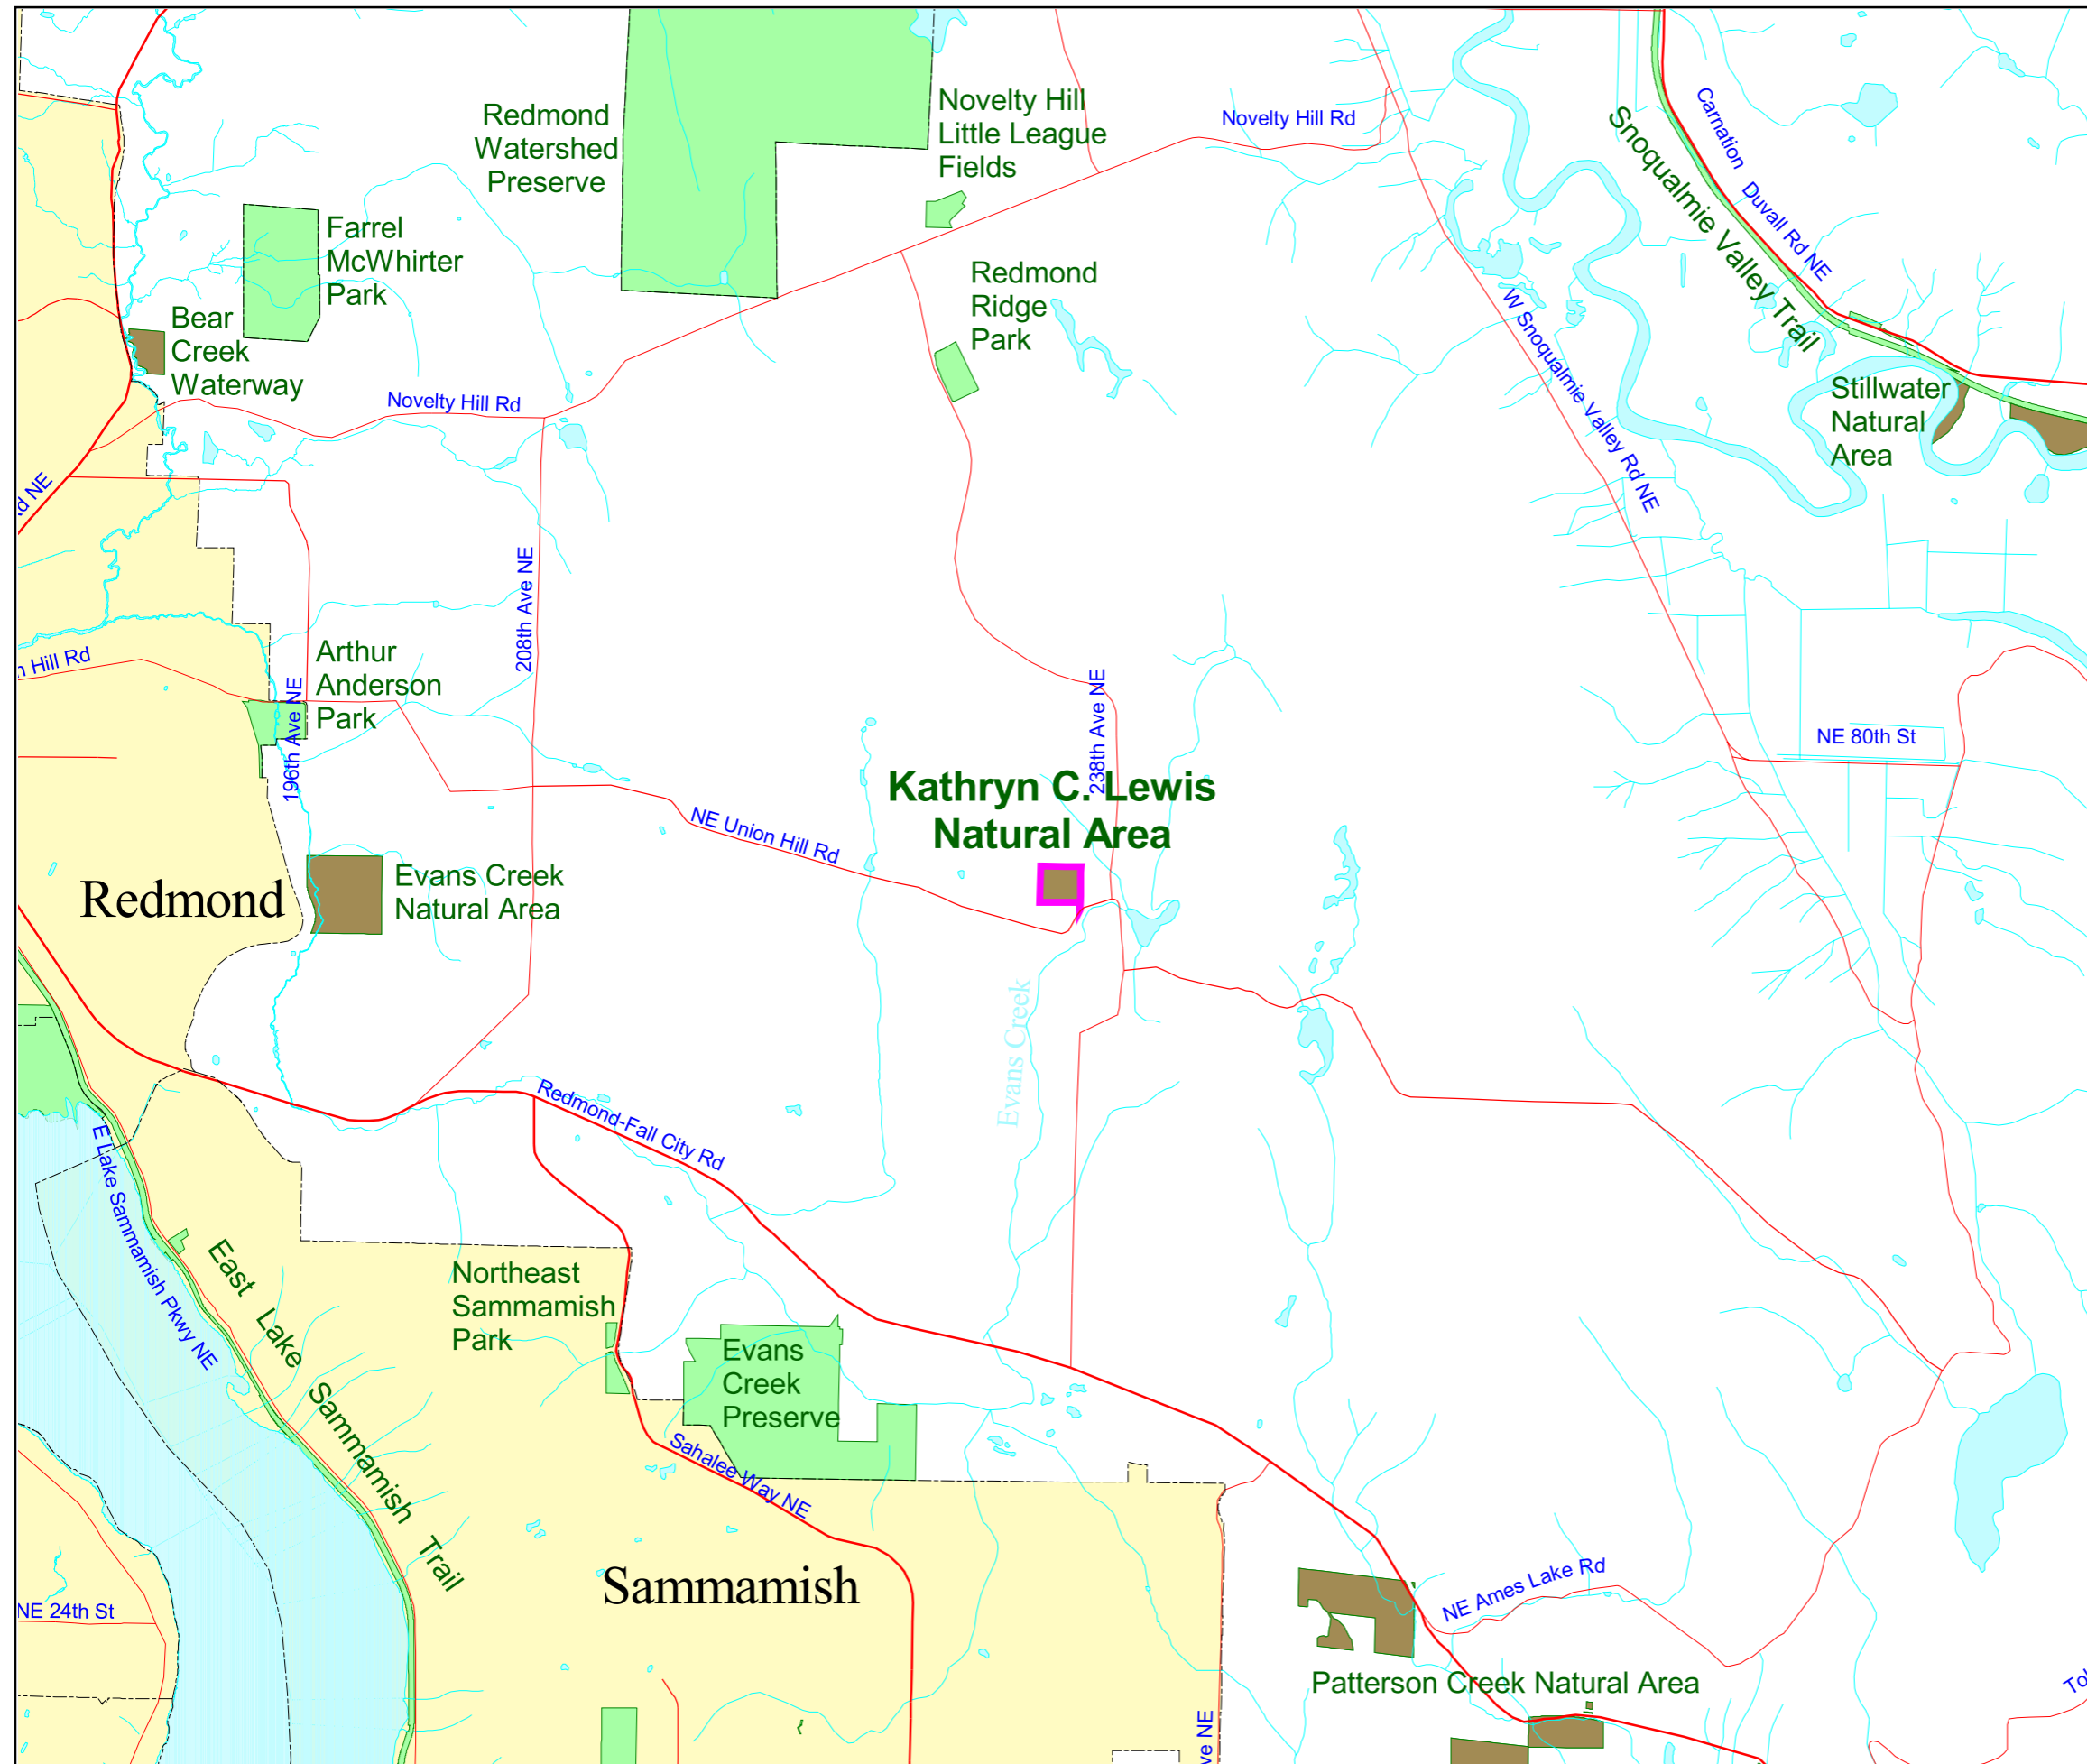 Redmond
Watershed
Preserve
Novelty Hill
Little League
Fields
Novelty Hill Rd
Carnation Duvall Rd NE
Snoqualmie Valley Trail
Farrel
McWhirter
Park
Redmond
Ridge
Park
Bear
Creek
Waterway
W Snoqualmie Valley Rd NE
Stillwater
Natural
Area
Novelty Hill Rd
NE
208th Ave NE
Hill Rd
Arthur
Anderson
Park
196th Ave NE
238th Ave NE
NE 80th St
Kathryn C. Lewis
Natural Area
NE Union Hill Rd
Redmond
Evans Creek
Natural Area
Evans Creek
Redmond-Fall City Rd
E Lake Sammamish Pkwy NE
East Lake Sammamish Trail
Northeast
Sammamish
Park
Evans
Creek
Preserve
Sahalee Way NE
Sammamish
NE 24th St
NE Ames Lake Rd
Patterson Creek Natural Area
NE